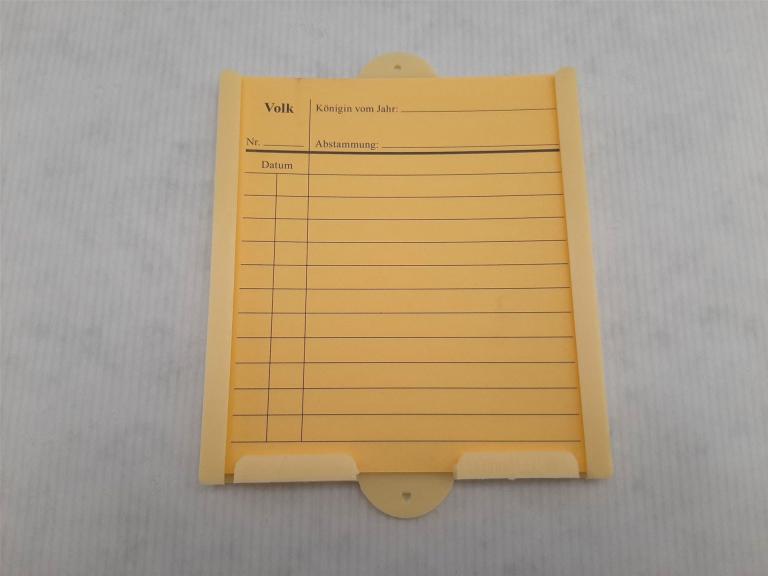 Volk
Königin vom Jahr:
Nr.
Abstammung:
Datum